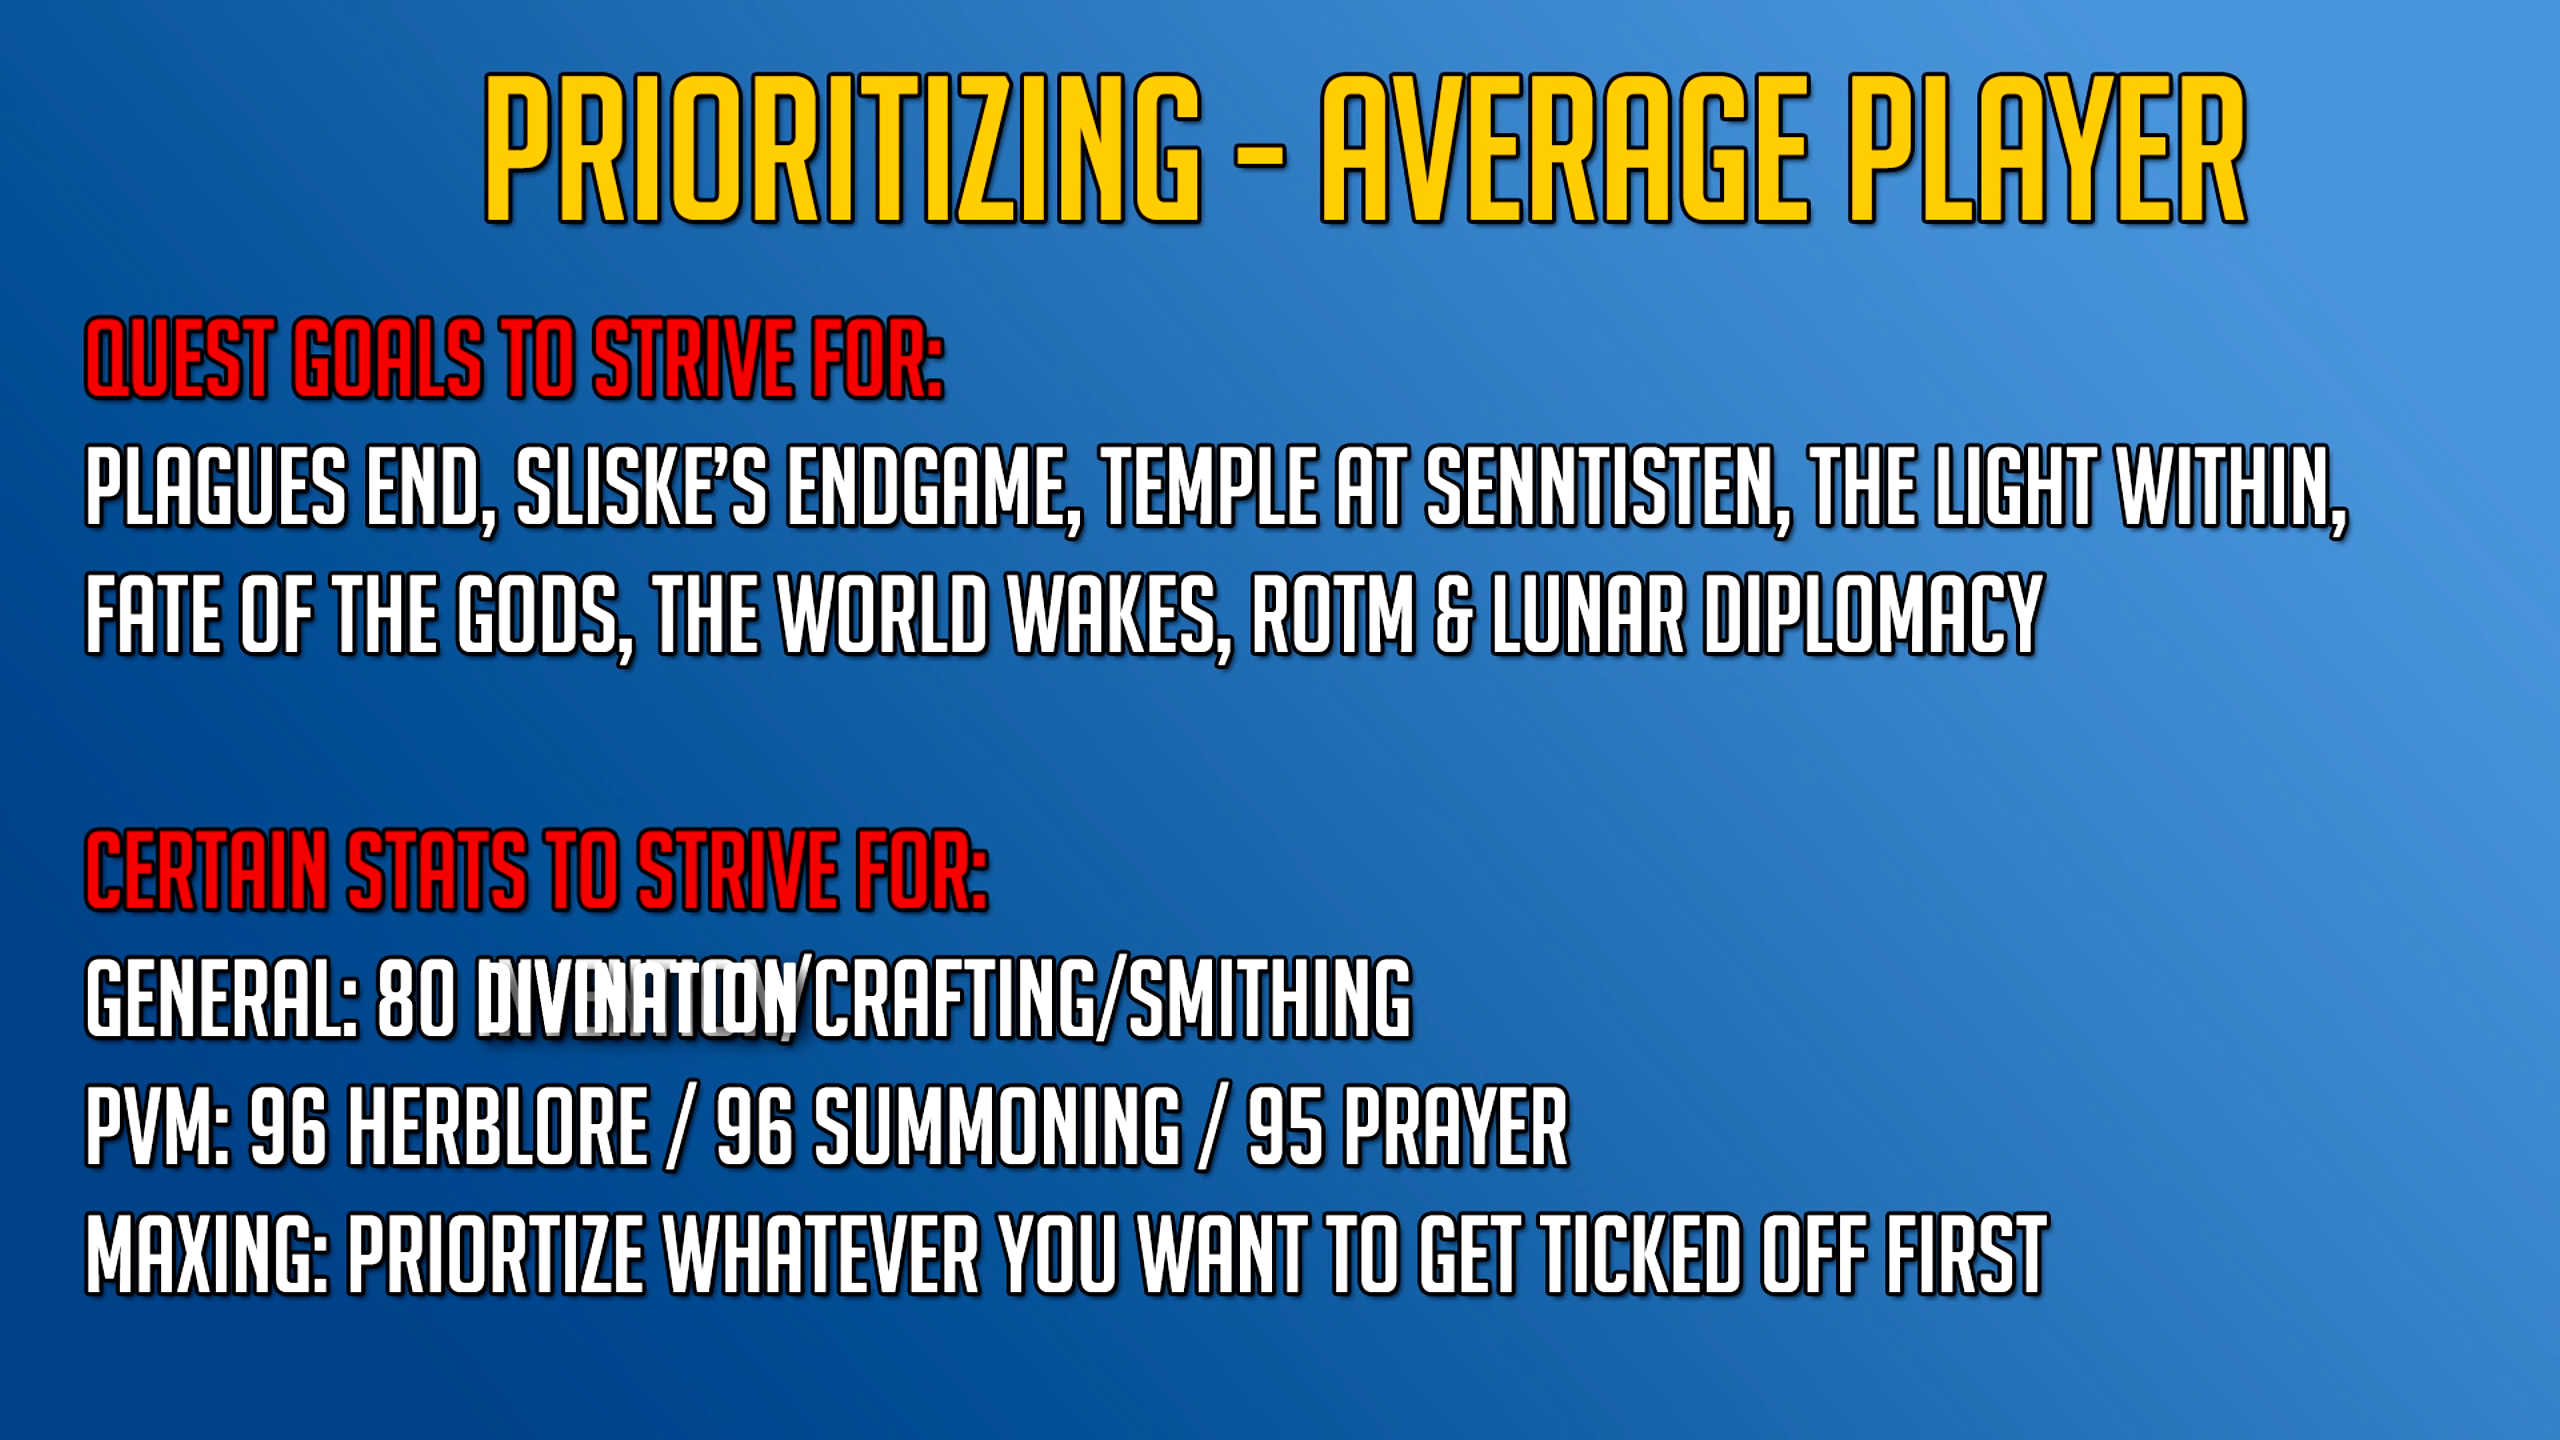 PRIORITIZING - AVERAGE PLAYER
QUEST GOALS TO STRIVE FOR:
PLAGUES END, SLISKE'S ENDGAME, TEMPLE AT SENNTISTEN, THE LIGHT WITHIN,
FATE OF THE GODS, THE WORLD WAKES, ROTM & LUNAR DIPLOMACY
CERTAIN STATS TO STRIVE FOR:
GENERAL: 80 /CRAFTING/SMITHING
PVM: 96 HERBLORE / 96 SUMMONING / 95 PRAYER
MAXING: PRIORTIZE WHATEVER YOU WANT TO GET TICKED OFF FIRST